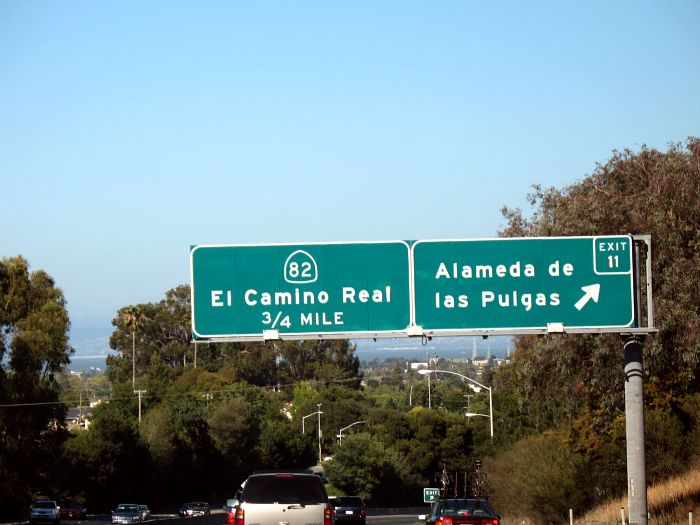 82
El Camino Real
3/4 MILE
EXIT
11
Alameda de
las Pulgas